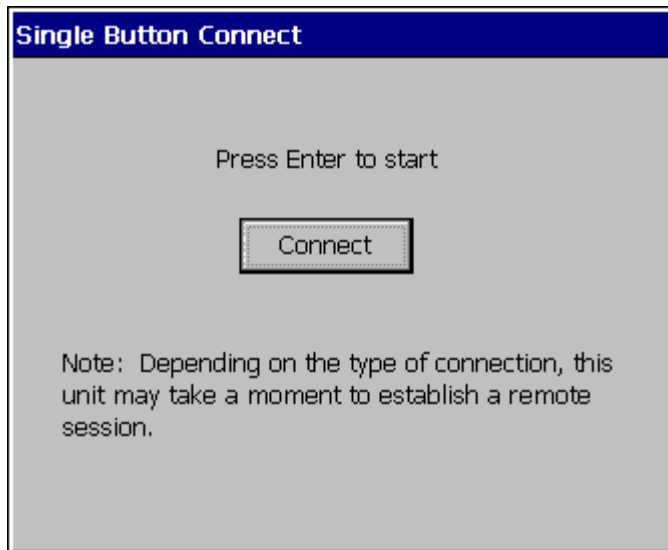 Single Button Connect
Press Enter to start
Connect
Note:  Depending on the type of connection, this
unit may take a moment to establish a remote
session.